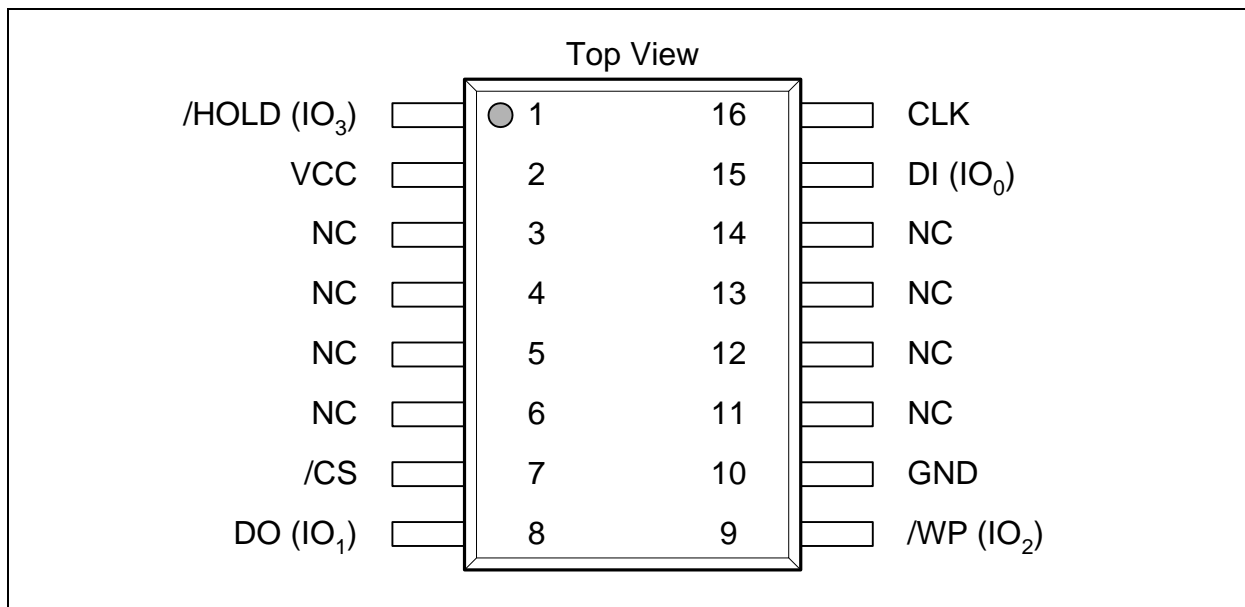 Top View
/HOLD (IO₃) 1 16 CLK
VCC 2 15 DI (IO₀)
NC 3 14 NC
NC 4 13 NC
NC 5 12 NC
NC 6 11 NC
/CS 7 10 GND
DO (IO₁) 8 9 /WP (IO₂)